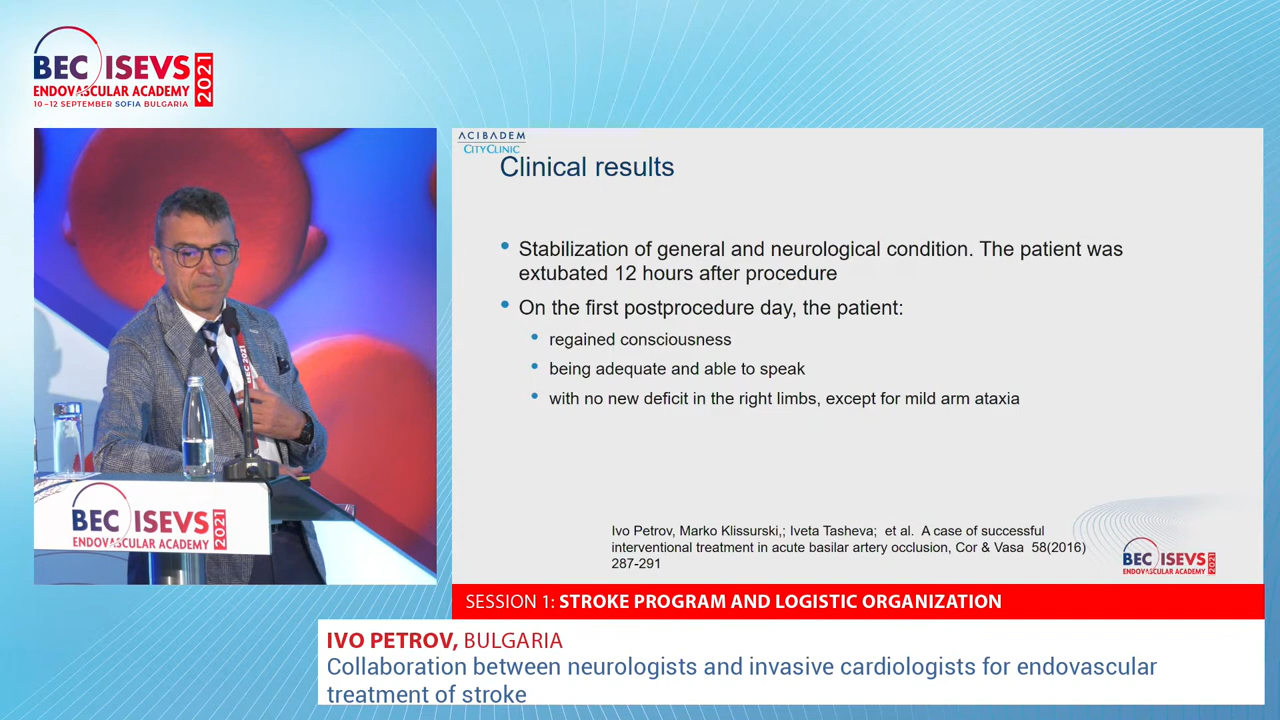 BEC ISEVS 2021
ENDOVASCULAR ACADEMY
10–12 SEPTEMBER SOFIA BULGARIA
BEC 2021
BEC ISEVS 2021
ENDOVASCULAR ACADEMY
ACIBADEM
CITYCLINIC
Clinical results
• Stabilization of general and neurological condition. The patient was
extubated 12 hours after procedure
• On the first postprocedure day, the patient:
• regained consciousness
• being adequate and able to speak
• with no new deficit in the right limbs, except for mild arm ataxia
Ivo Petrov, Marko Klissurski,; Iveta Tasheva; et al. A case of successful
interventional treatment in acute basilar artery occlusion, Cor & Vasa 58(2016)
287-291
BEC ISEVS 2021
ENDOVASCULAR ACADEMY
SESSION 1: STROKE PROGRAM AND LOGISTIC ORGANIZATION
IVO PETROV, BULGARIA
Collaboration between neurologists and invasive cardiologists for endovascular
treatment of stroke